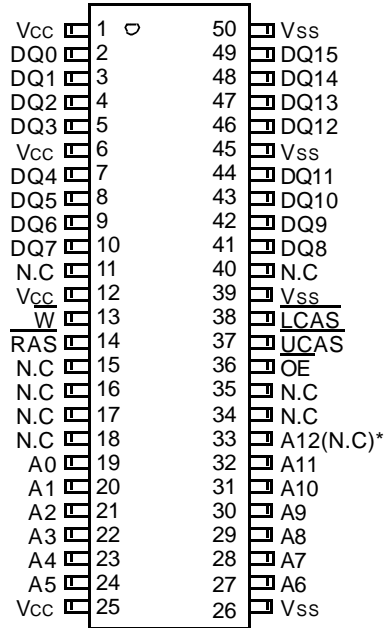 Vcc 1 50 Vss
DQ0 2 49 DQ15
DQ1 3 48 DQ14
DQ2 4 47 DQ13
DQ3 5 46 DQ12
Vcc 6 45 Vss
DQ4 7 44 DQ11
DQ5 8 43 DQ10
DQ6 9 42 DQ9
DQ7 10 41 DQ8
N.C 11 40 N.C
Vcc 12 39 Vss
W 13 38 LCAS
RAS 14 37 UCAS
N.C 15 36 OE
N.C 16 35 N.C
N.C 17 34 N.C
N.C 18 33 A12(N.C)*
A0 19 32 A11
A1 20 31 A10
A2 21 30 A9
A3 22 29 A8
A4 23 28 A7
A5 24 27 A6
Vcc 25 26 Vss